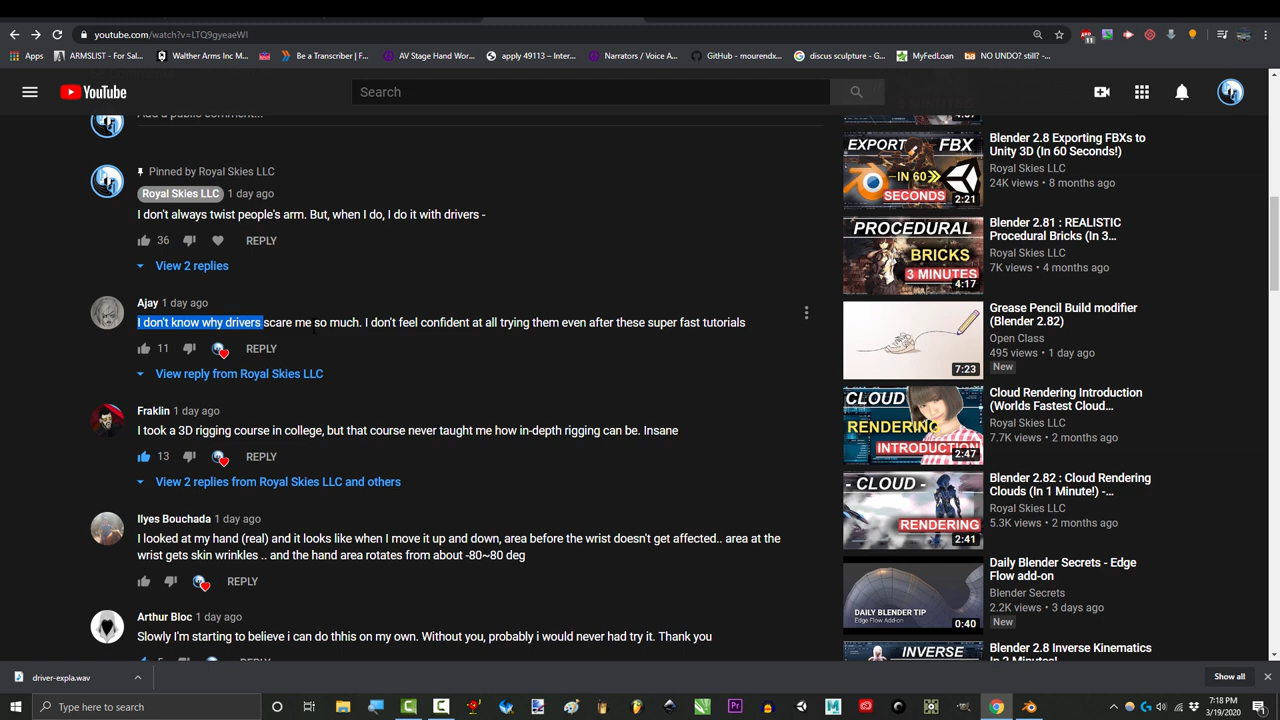 youtube.com/watch?v=LTQ9gyeaeWI
11
Apps
ARMSLIST - For Sal...
Walther Arms Inc. ...
Be a Transcriber | F...
AV Stage Hand Wor...
apply 49113 – Inter...
Narrators / Voice A...
GitHub - mourendx...
discus sculpture - G...
MyFedLoan
NO UNDO? still? -...
YouTube
Search
Add a public comment...
Pinned by Royal Skies LLC
Royal Skies LLC 1 day ago
36
REPLY
View 2 replies
Ajay 1 day ago
I don't know why drivers scare me so much. I don't feel confident at all trying them even after these super fast tutorials
11
REPLY
View reply from Royal Skies LLC
Fraklin 1 day ago
I took a 3D rigging course in college, but that course never taught me how in-depth rigging can be. Insane
REPLY
View 2 replies from Royal Skies LLC and others
Ilyes Bouchada 1 day ago
I looked at my hand (real) and it looks like when I move it up and down, area before the wrist doesn't get affected.. area at the
wrist gets skin wrinkles .. and the hand area rotates from about -80~80 deg
REPLY
Arthur Bloc 1 day ago
Slowly I'm starting to believe i can do thhis on my own. Without you, probably i would never had try it. Thank you
EXPORT FBX
IN 60
SECONDS
2:21
Blender 2.8 Exporting FBXs to
Unity 3D (In 60 Seconds!)
Royal Skies LLC
24K views • 8 months ago
PROCEDURAL
BRICKS
3 MINUTES
4:17
Blender 2.81 : REALISTIC
Procedural Bricks (In 3...
Royal Skies LLC
7K views • 4 months ago
7:23
Grease Pencil Build modifier
(Blender 2.82)
Open Class
495 views • 1 day ago
New
CLOUD
RENDERING
INTRODUCTION
2:47
Cloud Rendering Introduction
(Worlds Fastest Cloud...
Royal Skies LLC
7.7K views • 2 months ago
- CLOUD -
RENDERING
2:41
Blender 2.82 : Cloud Rendering
Clouds (In 1 Minute!) -...
Royal Skies LLC
5.3K views • 2 months ago
DAILY BLENDER TIP
Edge Flow Add-on
0:40
Daily Blender Secrets - Edge
Flow add-on
Blender Secrets
2.2K views • 3 days ago
New
INVERSE
Blender 2.8 Inverse Kinematics
driver-expla.wav
Show all
Type here to search
7:18 PM
3/19/2020